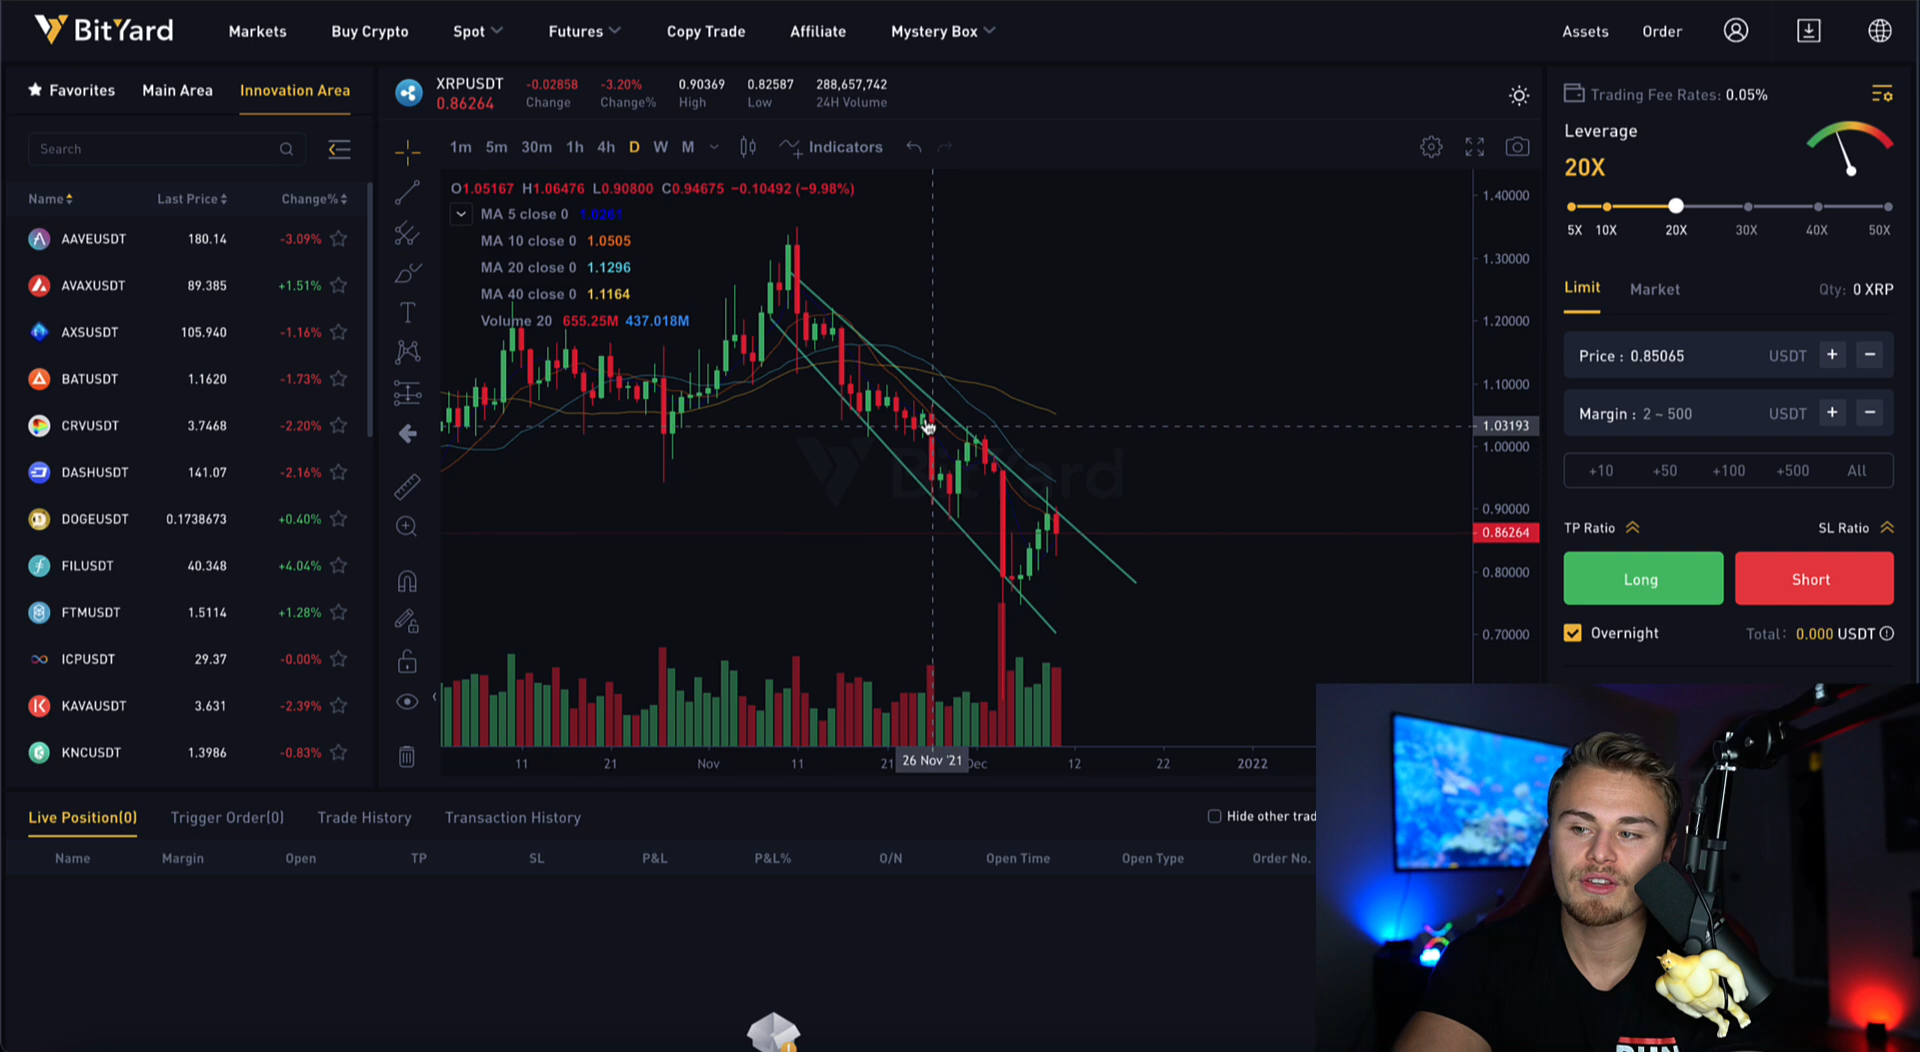 BitYard Markets Buy Crypto Spot Futures Copy Trade Affiliate Mystery Box Assets Order
Favorites Main Area Innovation Area
Search
Name Last Price Change%
AAVEUSDT 180.14 -3.09%
AVAXUSDT 89.385 +1.51%
AXSUSDT 105.940 -1.16%
BATUSDT 1.1620 -1.73%
CRVUSDT 3.7468 -2.20%
DASHUSDT 141.07 -2.16%
DOGEUSDT 0.1738673 +0.40%
FILUSDT 40.348 +4.04%
FTMUSDT 1.5114 +1.28%
ICPUSDT 29.37 -0.00%
KAVAUSDT 3.631 -2.39%
KNCUSDT 1.3986 -0.83%
XRPUSDT -0.02858 -3.20% 0.90369 0.82587 288,657,742
0.86264 Change Change% High Low 24H Volume
1m 5m 30m 1h 4h D W M Indicators
O1.05167 H1.06476 L0.90800 C0.94675 −0.10492 (−9.98%)
MA 5 close 0 1.0261
MA 10 close 0 1.0505
MA 20 close 0 1.1296
MA 40 close 0 1.1164
Volume 20 655.25M 437.018M
BitYard
1.40000
1.30000
1.20000
1.10000
1.03193
1.00000
0.90000
0.86264
0.80000
0.70000
11 21 Nov 11 21 26 Nov '21 Dec 12 22 2022
Trading Fee Rates: 0.05%
Leverage
20X
5X 10X 20X 30X 40X 50X
Limit Market Qty: 0 XRP
Price : 0.85065 USDT + −
Margin : 2 ~ 500 USDT + −
+10 +50 +100 +500 All
TP Ratio SL Ratio
Long Short
Overnight Total: 0.000 USDT
Live Position(0) Trigger Order(0) Trade History Transaction History Hide other trad
Name Margin Open TP SL P&L P&L% O/N Open Time Open Type Order No.